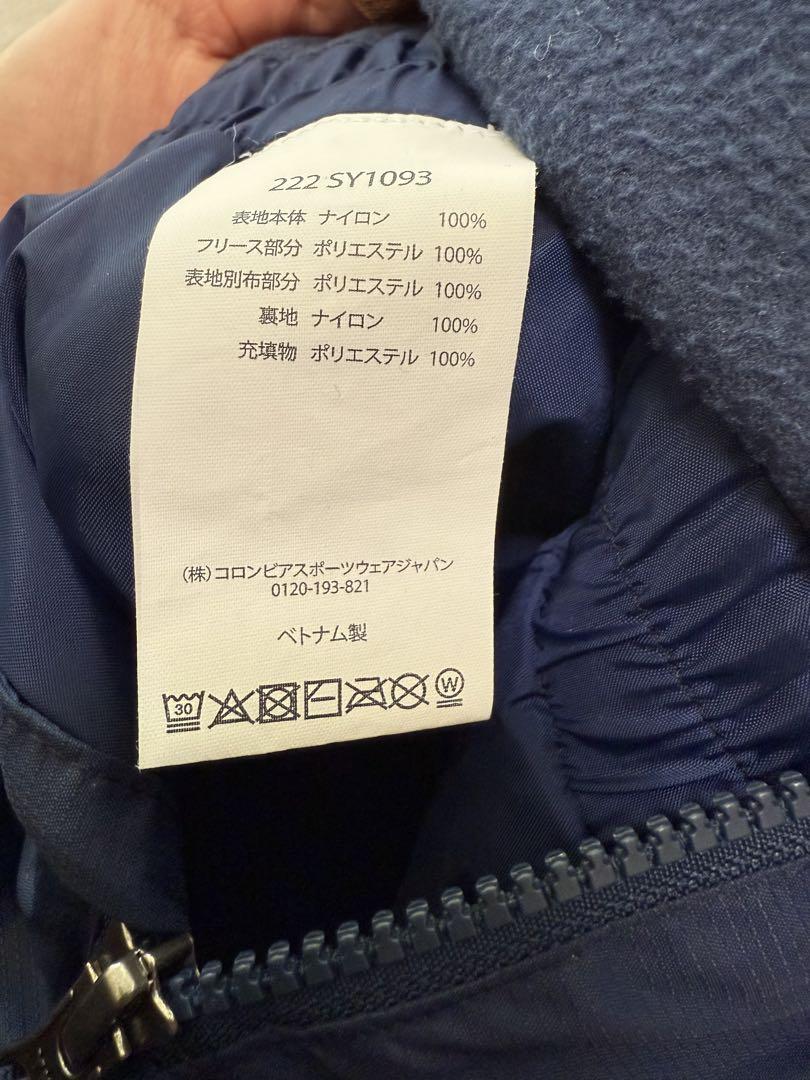 222 SY1093
表地本体 ナイロン 100%
フリース部分 ポリエステル 100%
表地別布部分 ポリエステル 100%
裏地 ナイロン 100%
充填物 ポリエステル 100%
(株)コロンビアスポーツウェアジャパン
0120-193-821
ベトナム製
30 W